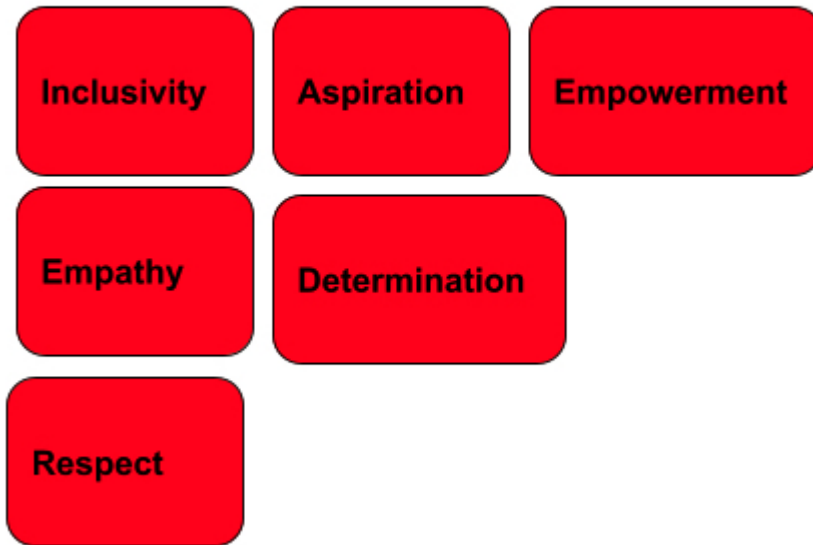 Inclusivity
Aspiration
Empowerment
Empathy
Determination
Respect